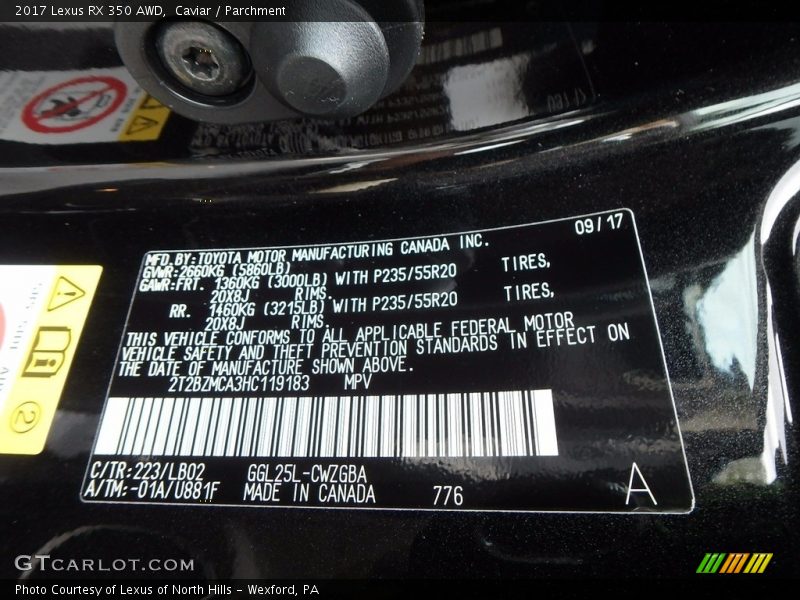 2017 Lexus RX 350 AWD, Caviar / Parchment
09/17
MFD.BY:TOYOTA MOTOR MANUFACTURING CANADA INC.
GVWR:2660KG (5860LB)
GAWR:FRT. 1360KG (3000LB) WITH P235/55R20 TIRES,
20X8J RIMS.
RR. 1460KG (3215LB) WITH P235/55R20 TIRES,
20X8J RIMS.
THIS VEHICLE CONFORMS TO ALL APPLICABLE FEDERAL MOTOR
VEHICLE SAFETY AND THEFT PREVENTION STANDARDS IN EFFECT ON
THE DATE OF MANUFACTURE SHOWN ABOVE.
2T2BZMCA3HC119183 MPV
C/TR:223/LB02 GGL25L-CWZGBA
A/TM:-01A/U881F MADE IN CANADA 776 A
2
GTCARLOT.COM
Photo Courtesy of Lexus of North Hills - Wexford, PA